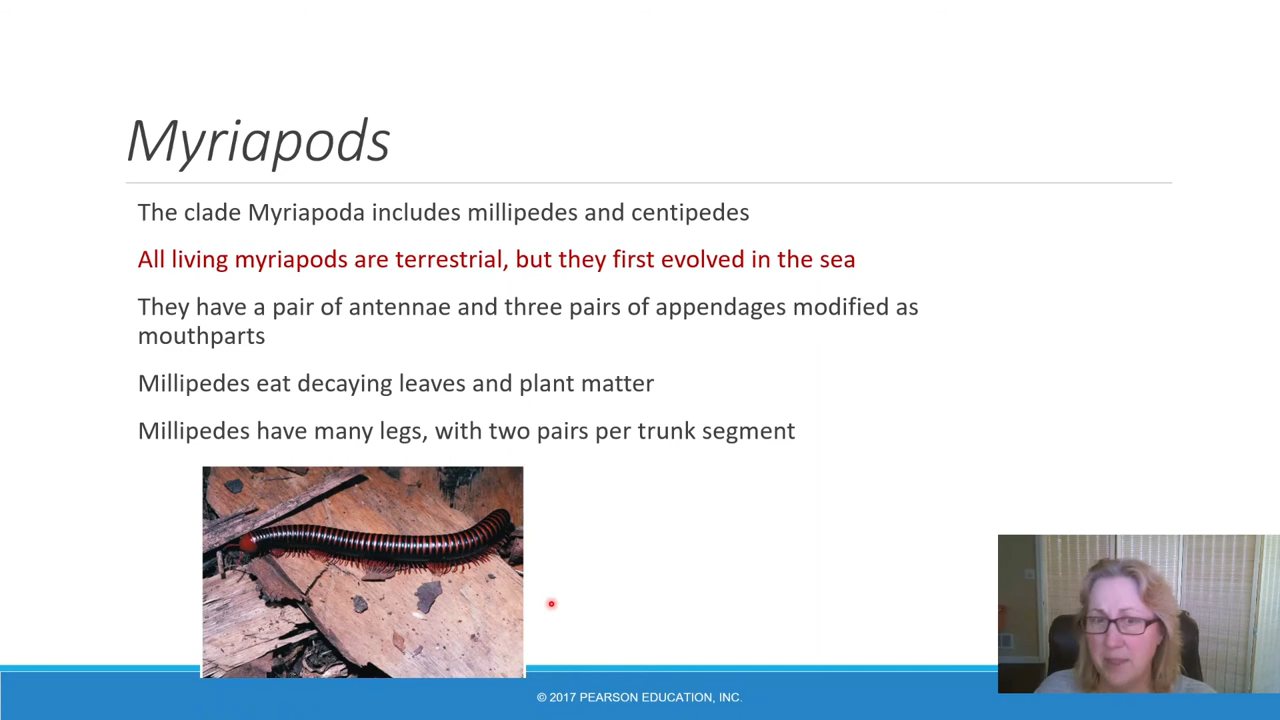 Myriapods
The clade Myriapoda includes millipedes and centipedes
All living myriapods are terrestrial, but they first evolved in the sea
They have a pair of antennae and three pairs of appendages modified as
mouthparts
Millipedes eat decaying leaves and plant matter
Millipedes have many legs, with two pairs per trunk segment
© 2017 PEARSON EDUCATION, INC.